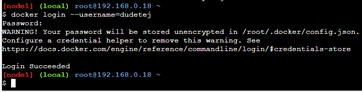 [node1] (local) root@192.168.0.18 ~
$ docker login --username=dudetej
Password:
WARNING! Your password will be stored unencrypted in /root/.docker/config.json.
Configure a credential helper to remove this warning. See
https://docs.docker.com/engine/reference/commandline/login/#credentials-store

Login Succeeded
[node1] (local) root@192.168.0.18 ~
$